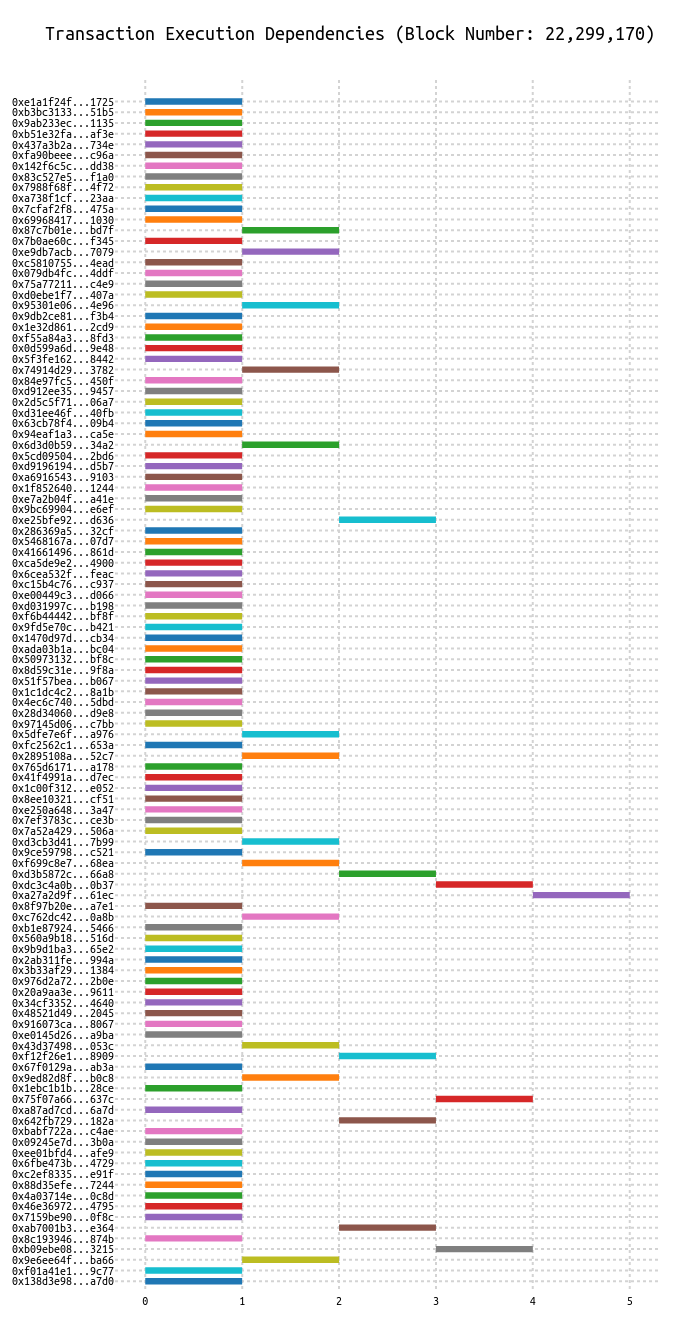 Transaction Execution Dependencies (Block Number: 22,299,170)
0xe1a1f24f...1725
0xb3bc3133...51b5
0x9ab233ec...1135
0xb51e32fa...af3e
0x437a3b2a...734e
0xfa90beee...c96a
0x142f6c5c...dd38
0x83c527e5...f1a0
0x7988f68f...4f72
0xa738f1cf...23aa
0x7cfaf2f8...475a
0x69968417...1030
0x87c7b01e...bd7f
0x7b0ae60c...f345
0xe9db7acb...7079
0xc5810755...4ead
0x079db4fc...4ddf
0x75a77211...c4e9
0xd0ebe1f7...407a
0x95301e06...4e96
0x9db2ce81...f3b4
0x1e32d861...2cd9
0xf55a84a3...8fd3
0x0d599a6d...9e48
0x5f3fe162...8442
0x74914d29...3782
0x84e97fc5...450f
0xd912ee35...9457
0x2d5c5f71...06a7
0xd31ee46f...40fb
0x63cb78f4...09b4
0x94eaf1a3...ca5e
0x6d3d0b59...34a2
0x5cd09504...2bd6
0xd9196194...d5b7
0xa6916543...9103
0x1f852640...1244
0xe7a2b04f...a41e
0x9bc69904...e6ef
0xe25bfe92...d636
0x286369a5...32cf
0x5468167a...07d7
0x41661496...861d
0xca5de9e2...4900
0x6cea532f...feac
0xc15b4c76...c937
0xe00449c3...d066
0xd031997c...b198
0xf6b44442...bf8f
0x9fd5e70c...b421
0x1470d97d...cb34
0xada03b1a...bc04
0x50973132...bf8c
0x8d59c31e...9f8a
0x51f57bea...b067
0x1c1dc4c2...8a1b
0x4ec6c740...5dbd
0x28d34060...d9e8
0x97145d06...c7bb
0x5dfe7e6f...a976
0xfc2562c1...653a
0x2895108a...52c7
0x765d6171...a178
0x41f4991a...d7ec
0x1c00f312...e052
0x8ee10321...cf51
0xe250a648...3a47
0x7ef3783c...ce3b
0x7a52a429...506a
0xd3cb3d41...7b99
0x9ce59798...c521
0xf699c8e7...68ea
0xd3b5872c...66a8
0xdc3c4a0b...0b37
0xa27a2d9f...61ec
0x8f97b20e...a7e1
0xc762dc42...0a8b
0xb1e87924...5466
0x560a9b18...516d
0x9b9d1ba3...65e2
0x2ab311fe...994a
0x3b33af29...1384
0x976d2a72...2b0e
0x20a9aa3e...9611
0x34cf3352...4640
0x48521d49...2045
0x916073ca...8067
0xe0145d26...a9ba
0x43d37498...053c
0xf12f26e1...8909
0x67f0129a...ab3a
0x9ed82d8f...b0c8
0x1ebc1b1b...28ce
0x75f07a66...637c
0xa87ad7cd...6a7d
0x642fb729...182a
0xbabf722a...c4ae
0x09245e7d...3b0a
0xee01bfd4...afe9
0x6fbe473b...4729
0xc2ef8335...e91f
0x88d35efe...7244
0x4a03714e...0c8d
0x46e36972...4795
0x7159be90...0f8c
0xab7001b3...e364
0x8c193946...874b
0xb09ebe08...3215
0x9e6ee64f...ba66
0xf01a41e1...9c77
0x138d3e98...a7d0
0 1 2 3 4 5